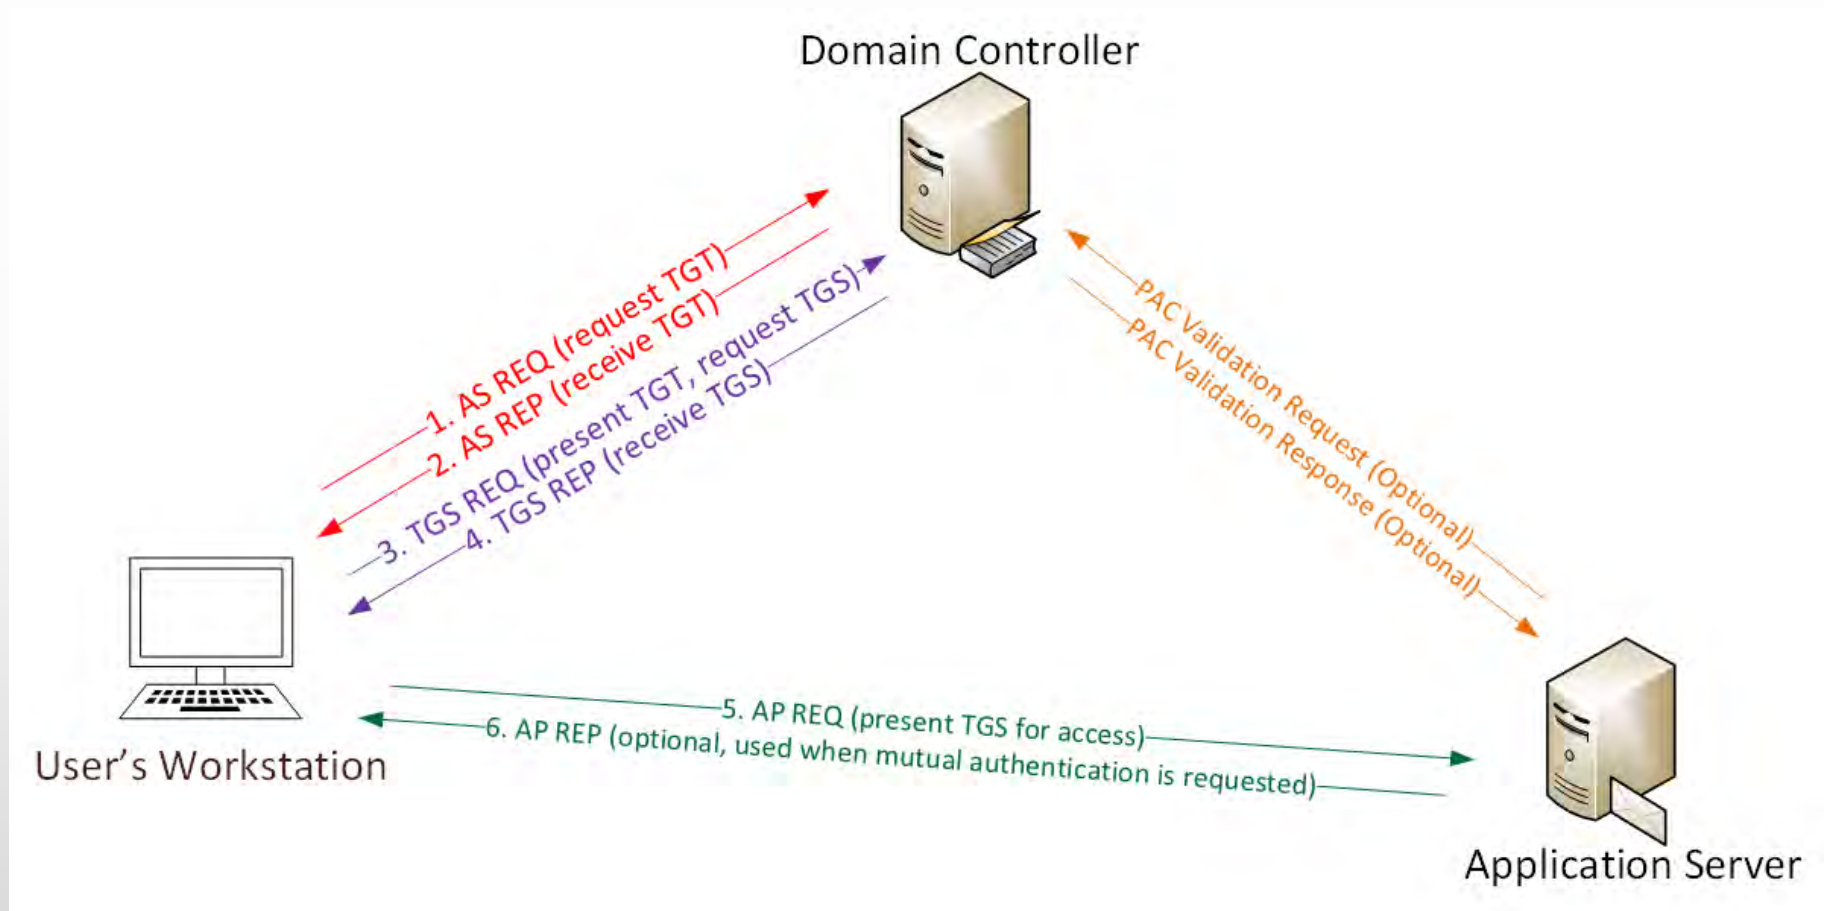 Domain Controller
1. AS REQ (request TGT)
2. AS REP (receive TGT)
3. TGS REQ (present TGT, request TGS)
4. TGS REP (receive TGS)
PAC Validation Request (Optional)
PAC Validation Response (Optional)
5. AP REQ (present TGS for access)
6. AP REP (optional, used when mutual authentication is requested)
User’s Workstation
Application Server